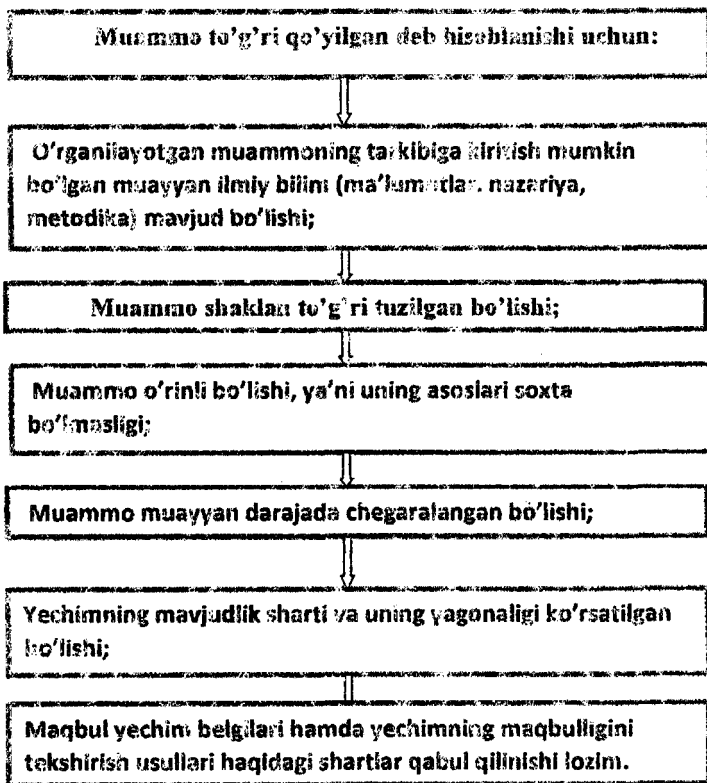 Muammo to'g'ri qo'yilgan deb hisoblanishi uchun:
O'rganilayotgan muammoning tarkibiga kiritish mumkin
bo'lgan muayyan ilmiy bilim (ma'lumotlar. nazariya,
metodika) mavjud bo'lishi;
Muammo shaklan to'g'ri tuzilgan bo'lishi;
Muammo o'rinli bo'lishi, ya'ni uning asoslari soxta
bo'lmasligi;
Muammo muayyan darajada chegaralangan bo'lishi;
Yechimning mavjudlik sharti va uning yagonaligi ko'rsatilgan
bo'lishi;
Maqbul yechim belgilari hamda yechimning maqbulligini
tekshirish usullari haqidagi shartlar qabul qilinishi lozim.